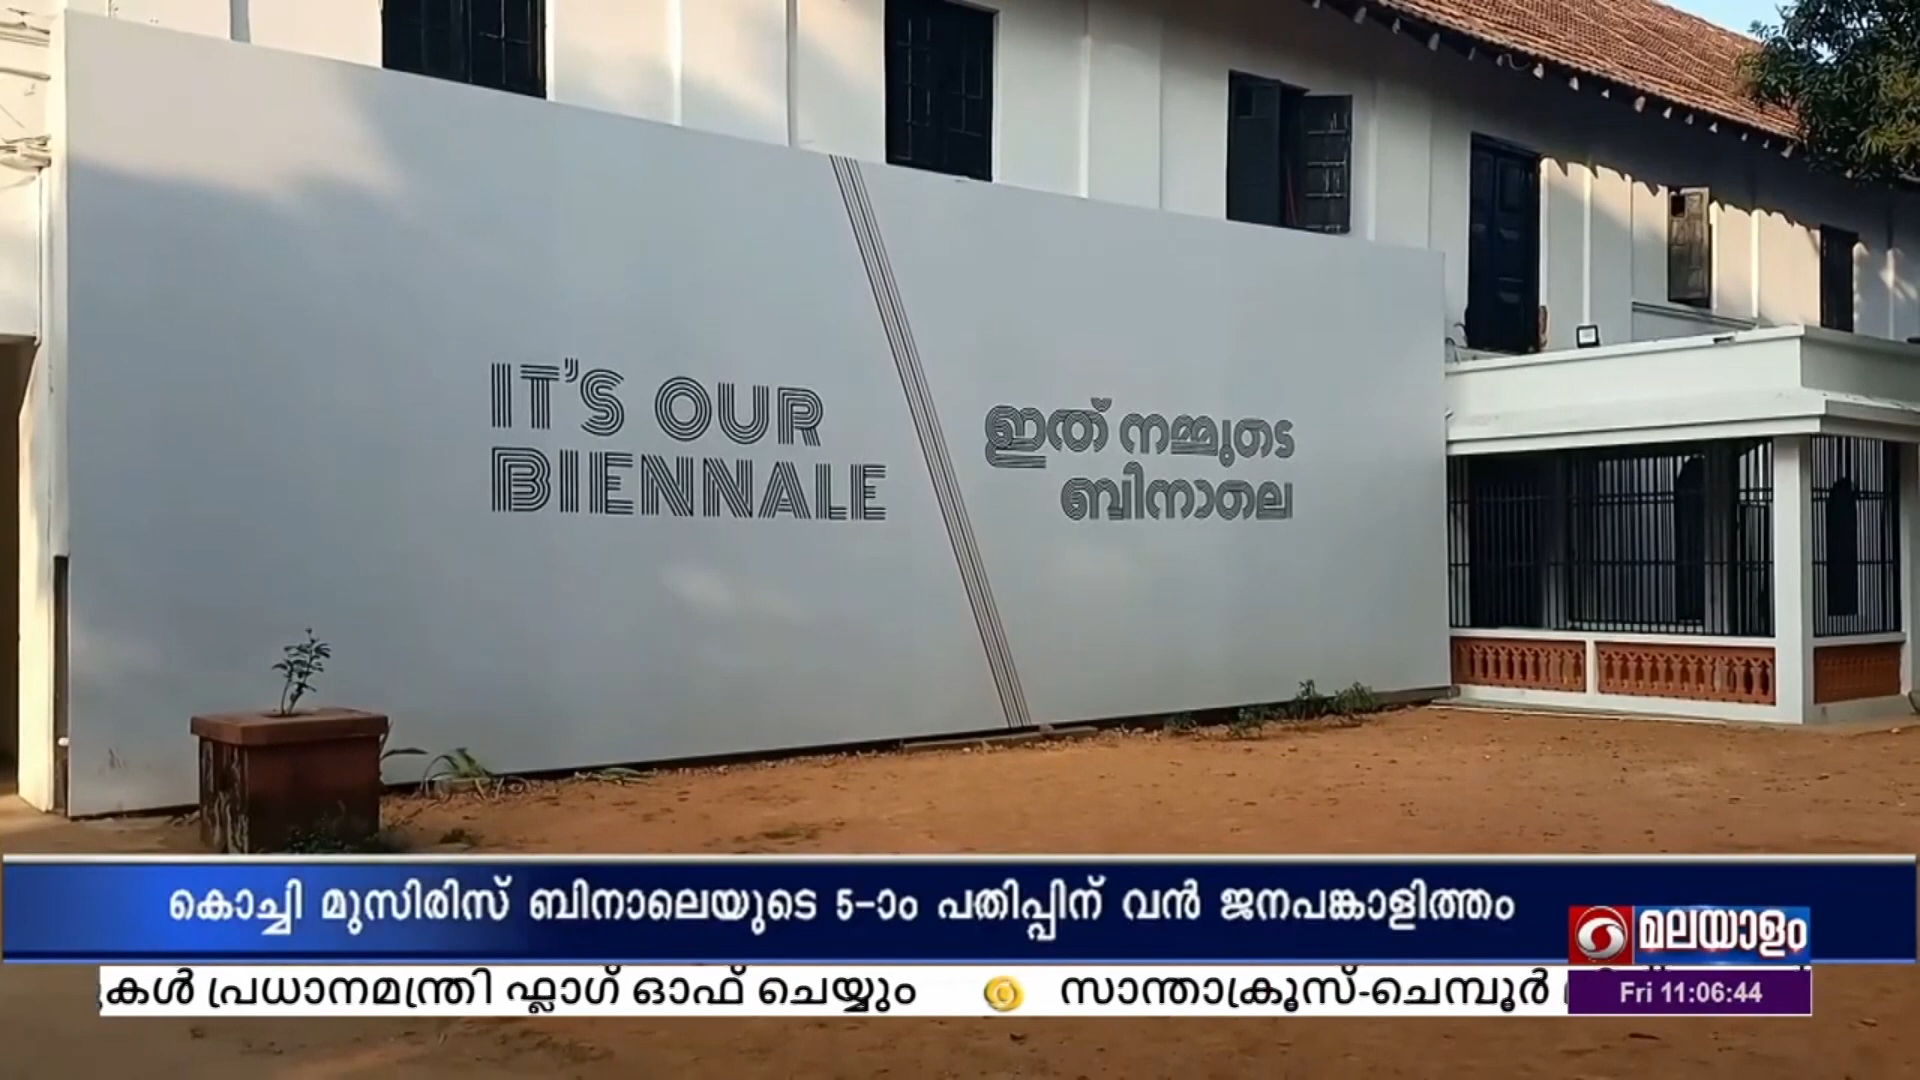 IT'S OUR
BIENNALE
ഇത് നമ്മുടെ
ബിനാലെ
കൊച്ചി മുസിരിസ് ബിനാലെയുടെ 5-ാം പതിപ്പിന് വൻ ജനപങ്കാളിത്തം
മലയാളം
കൾ പ്രധാനമന്ത്രി ഫ്ലാഗ് ഓഫ് ചെയ്യും സാന്താക്രൂസ്-ചെമ്പൂർ
Fri 11:06:44